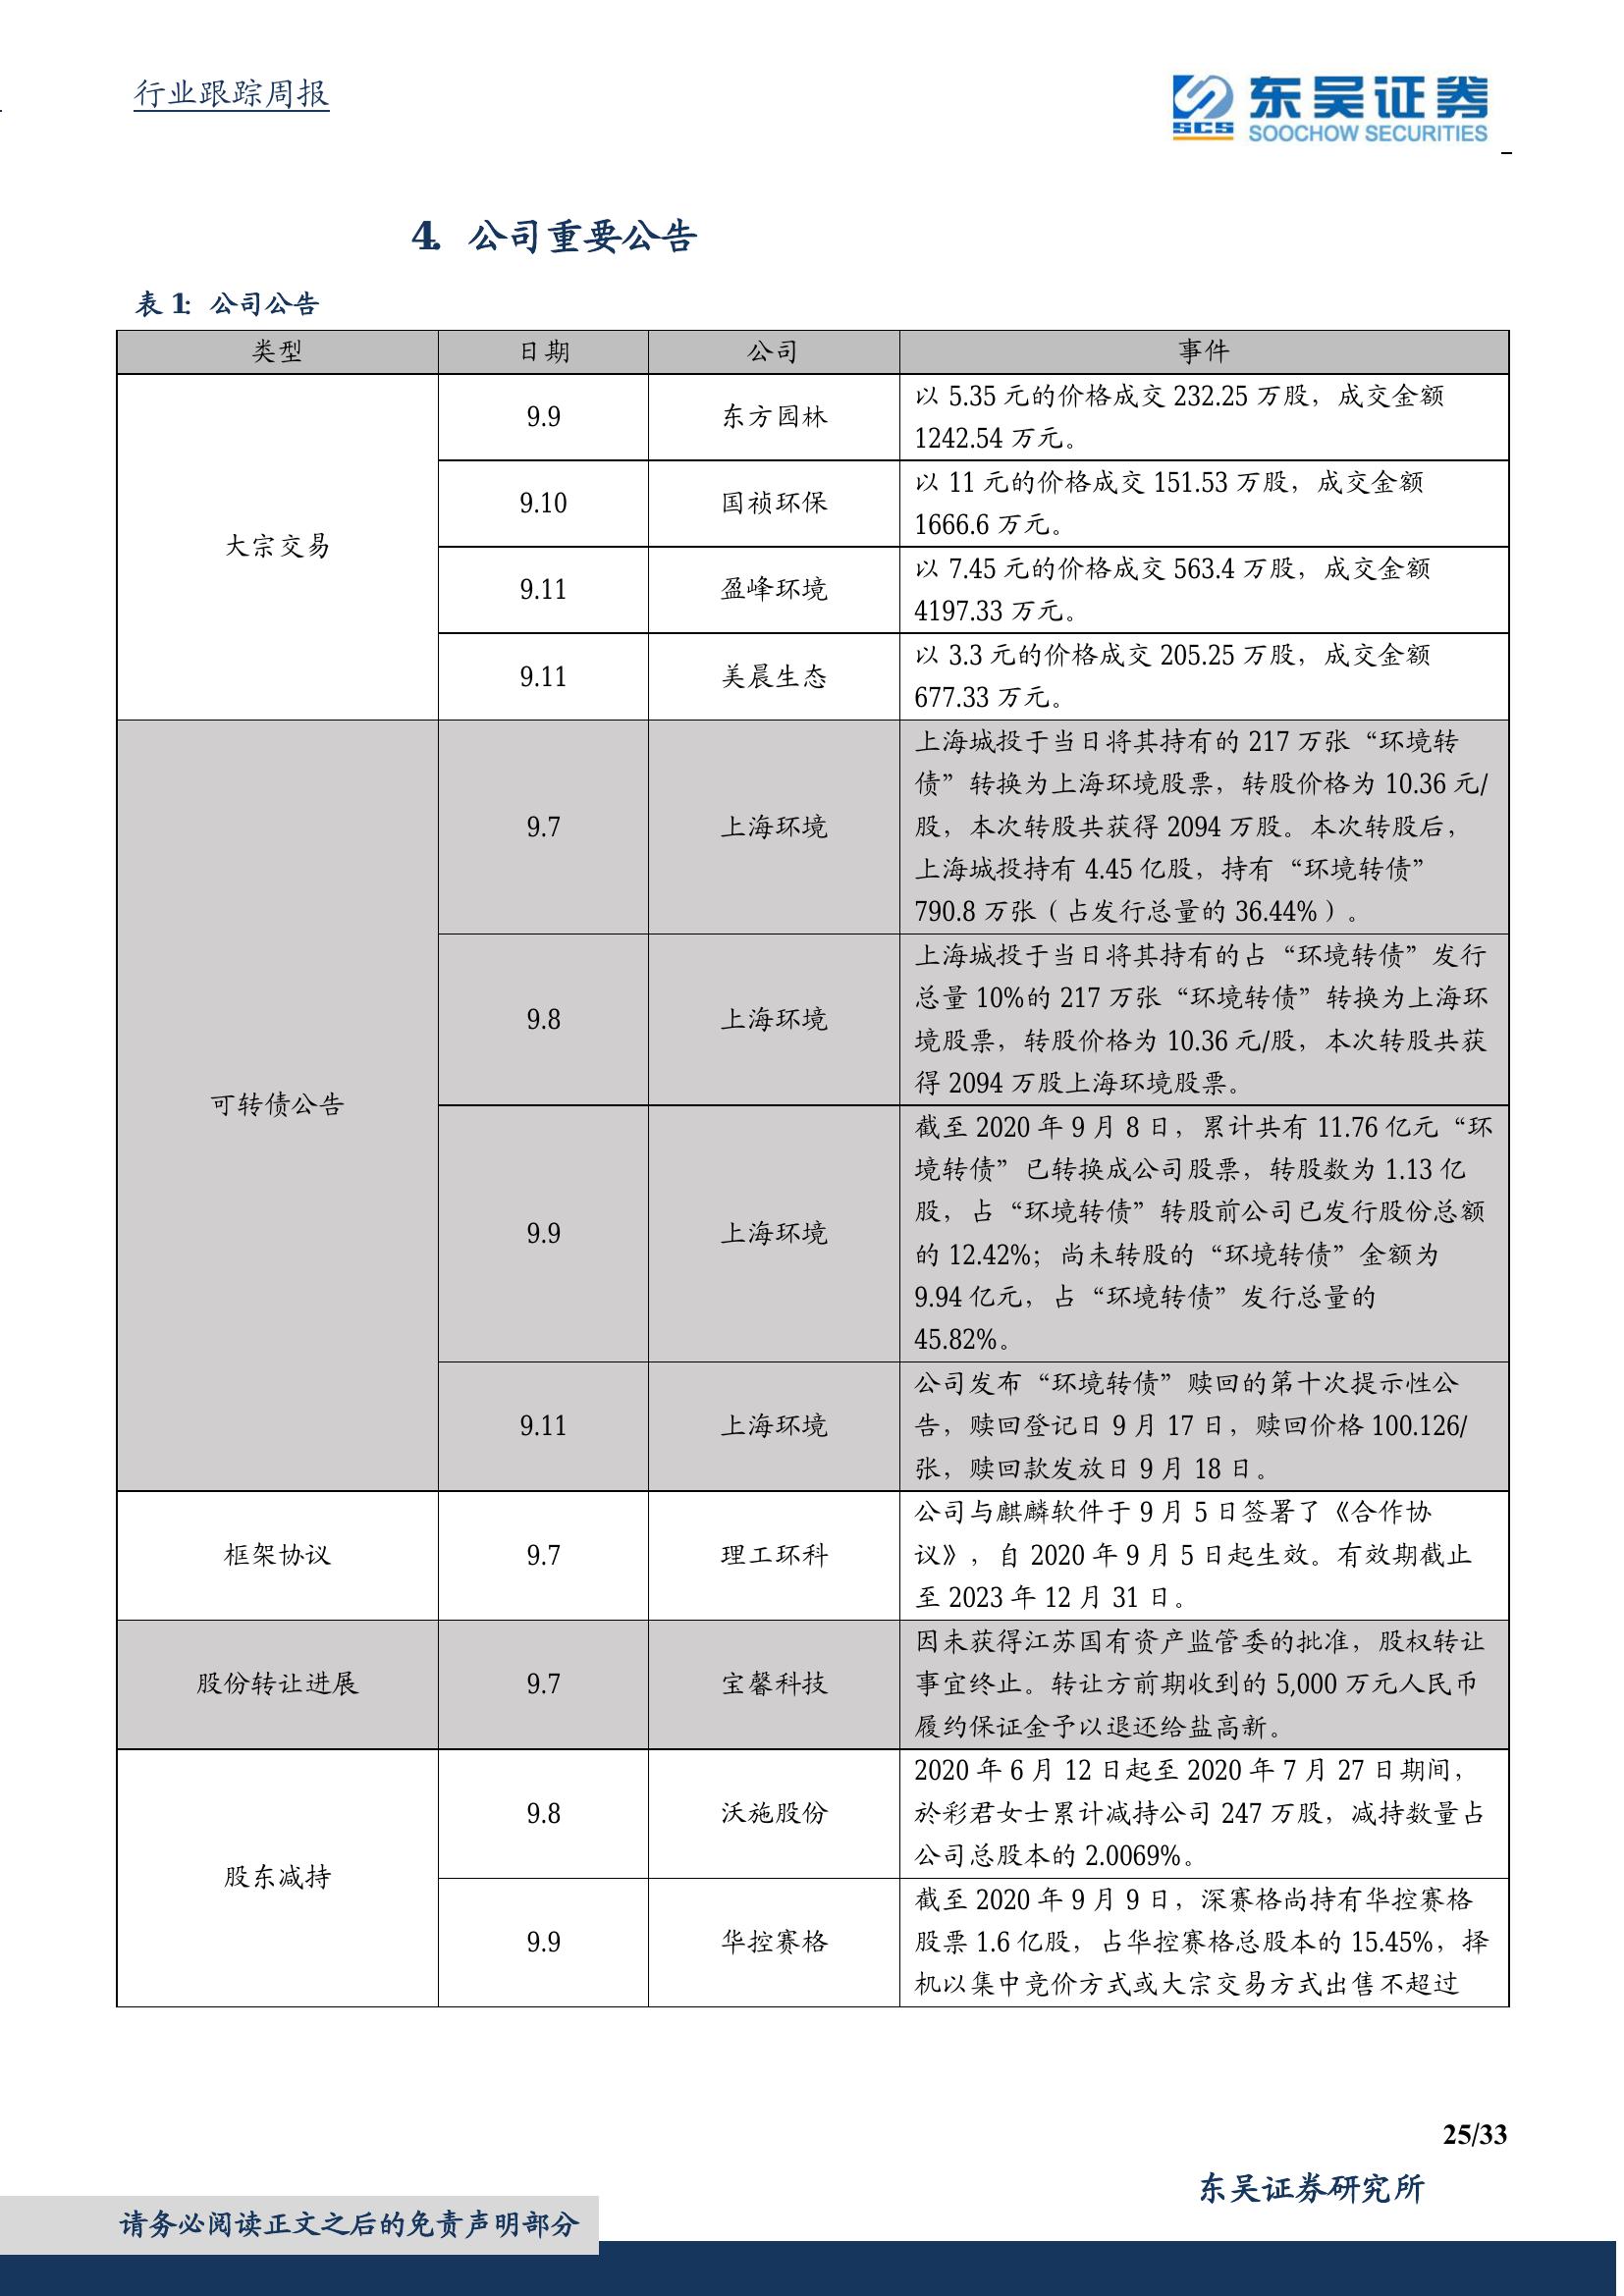 行业跟踪周报
SCS
东吴证券
SOOCHOW SECURITIES
4. 公司重要公告
表 1: 公司公告
类型 日期 公司 事件
大宗交易
9.9 东方园林
以 5.35 元的价格成交 232.25 万股，成交金额
1242.54 万元。
9.10 国祯环保
以 11 元的价格成交 151.53 万股，成交金额
1666.6 万元。
9.11 盈峰环境
以 7.45 元的价格成交 563.4 万股，成交金额
4197.33 万元。
9.11 美晨生态
以 3.3 元的价格成交 205.25 万股，成交金额
677.33 万元。
可转债公告
9.7 上海环境
上海城投于当日将其持有的 217 万张“环境转
债”转换为上海环境股票，转股价格为 10.36 元/
股，本次转股共获得 2094 万股。本次转股后，
上海城投持有 4.45 亿股，持有“环境转债”
790.8 万张（占发行总量的 36.44%）。
9.8 上海环境
上海城投于当日将其持有的占“环境转债”发行
总量 10%的 217 万张“环境转债”转换为上海环
境股票，转股价格为 10.36 元/股，本次转股共获
得 2094 万股上海环境股票。
9.9 上海环境
截至 2020 年 9 月 8 日，累计共有 11.76 亿元“环
境转债”已转换成公司股票，转股数为 1.13 亿
股，占“环境转债”转股前公司已发行股份总额
的 12.42%；尚未转股的“环境转债”金额为
9.94 亿元，占“环境转债”发行总量的
45.82%。
9.11 上海环境
公司发布“环境转债”赎回的第十次提示性公
告，赎回登记日 9 月 17 日，赎回价格 100.126/
张，赎回款发放日 9 月 18 日。
框架协议 9.7 理工环科
公司与麒麟软件于 9 月 5 日签署了《合作协
议》，自 2020 年 9 月 5 日起生效。有效期截止
至 2023 年 12 月 31 日。
股份转让进展 9.7 宝馨科技
因未获得江苏国有资产监管委的批准，股权转让
事宜终止。转让方前期收到的 5,000 万元人民币
履约保证金予以退还给盐高新。
股东减持
9.8 沃施股份
2020 年 6 月 12 日起至 2020 年 7 月 27 日期间，
於彩君女士累计减持公司 247 万股，减持数量占
公司总股本的 2.0069%。
9.9 华控赛格
截至 2020 年 9 月 9 日，深赛格尚持有华控赛格
股票 1.6 亿股，占华控赛格总股本的 15.45%，择
机以集中竞价方式或大宗交易方式出售不超过
25/33
东吴证券研究所
请务必阅读正文之后的免责声明部分